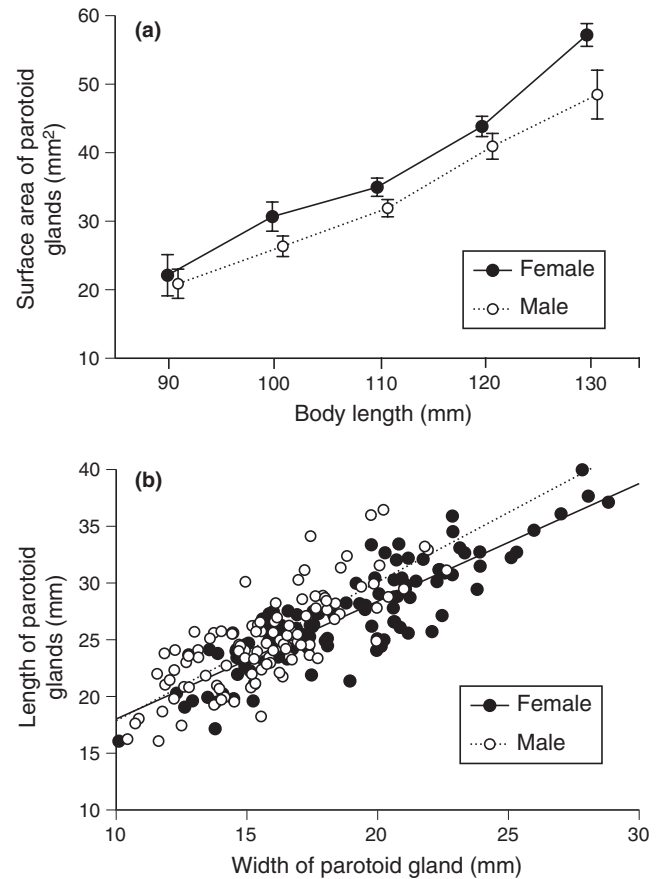 (a)
Surface area of parotoid
glands (mm²)
60
50
40
30
20
10
Female
Male
90 100 110 120 130
Body length (mm)
(b)
Length of parotoid
glands (mm)
40
35
30
25
20
15
10
Female
Male
10 15 20 25 30
Width of parotoid gland (mm)